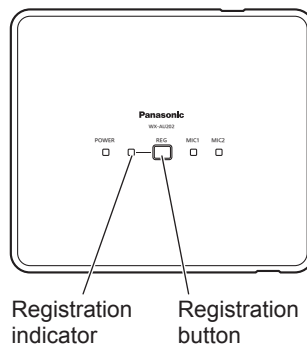 Panasonic
WX-AU202
POWER REG MIC1 MIC2
Registration indicator
Registration button